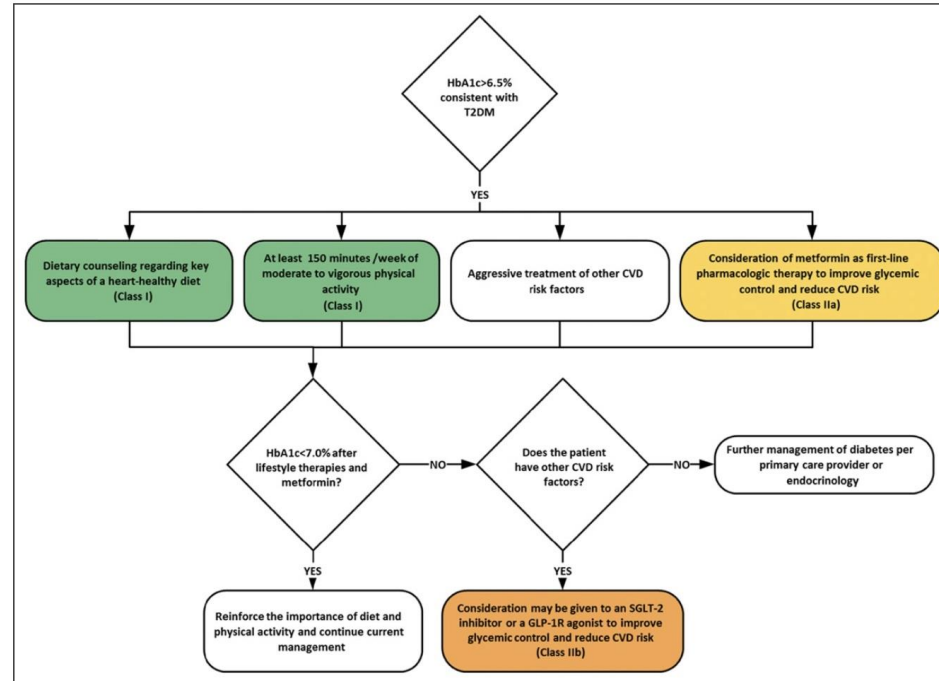 HbA1c>6.5%
consistent with
T2DM
YES
Dietary counseling regarding key
aspects of a heart-healthy diet
(Class I)
At least 150 minutes/week of
moderate to vigorous physical
activity
(Class I)
Aggressive treatment of other CVD
risk factors
Consideration of metformin as first-line
pharmacologic therapy to improve glycemic
control and reduce CVD risk
(Class IIa)
HbA1c<7.0% after
lifestyle therapies and
metformin?
NO
Does the patient
have other CVD risk
factors?
NO
Further management of diabetes per
primary care provider or
endocrinology
YES
YES
Reinforce the importance of diet and
physical activity and continue current
management
Consideration may be given to an SGLT-2
inhibitor or a GLP-1R agonist to improve
glycemic control and reduce CVD risk
(Class IIb)